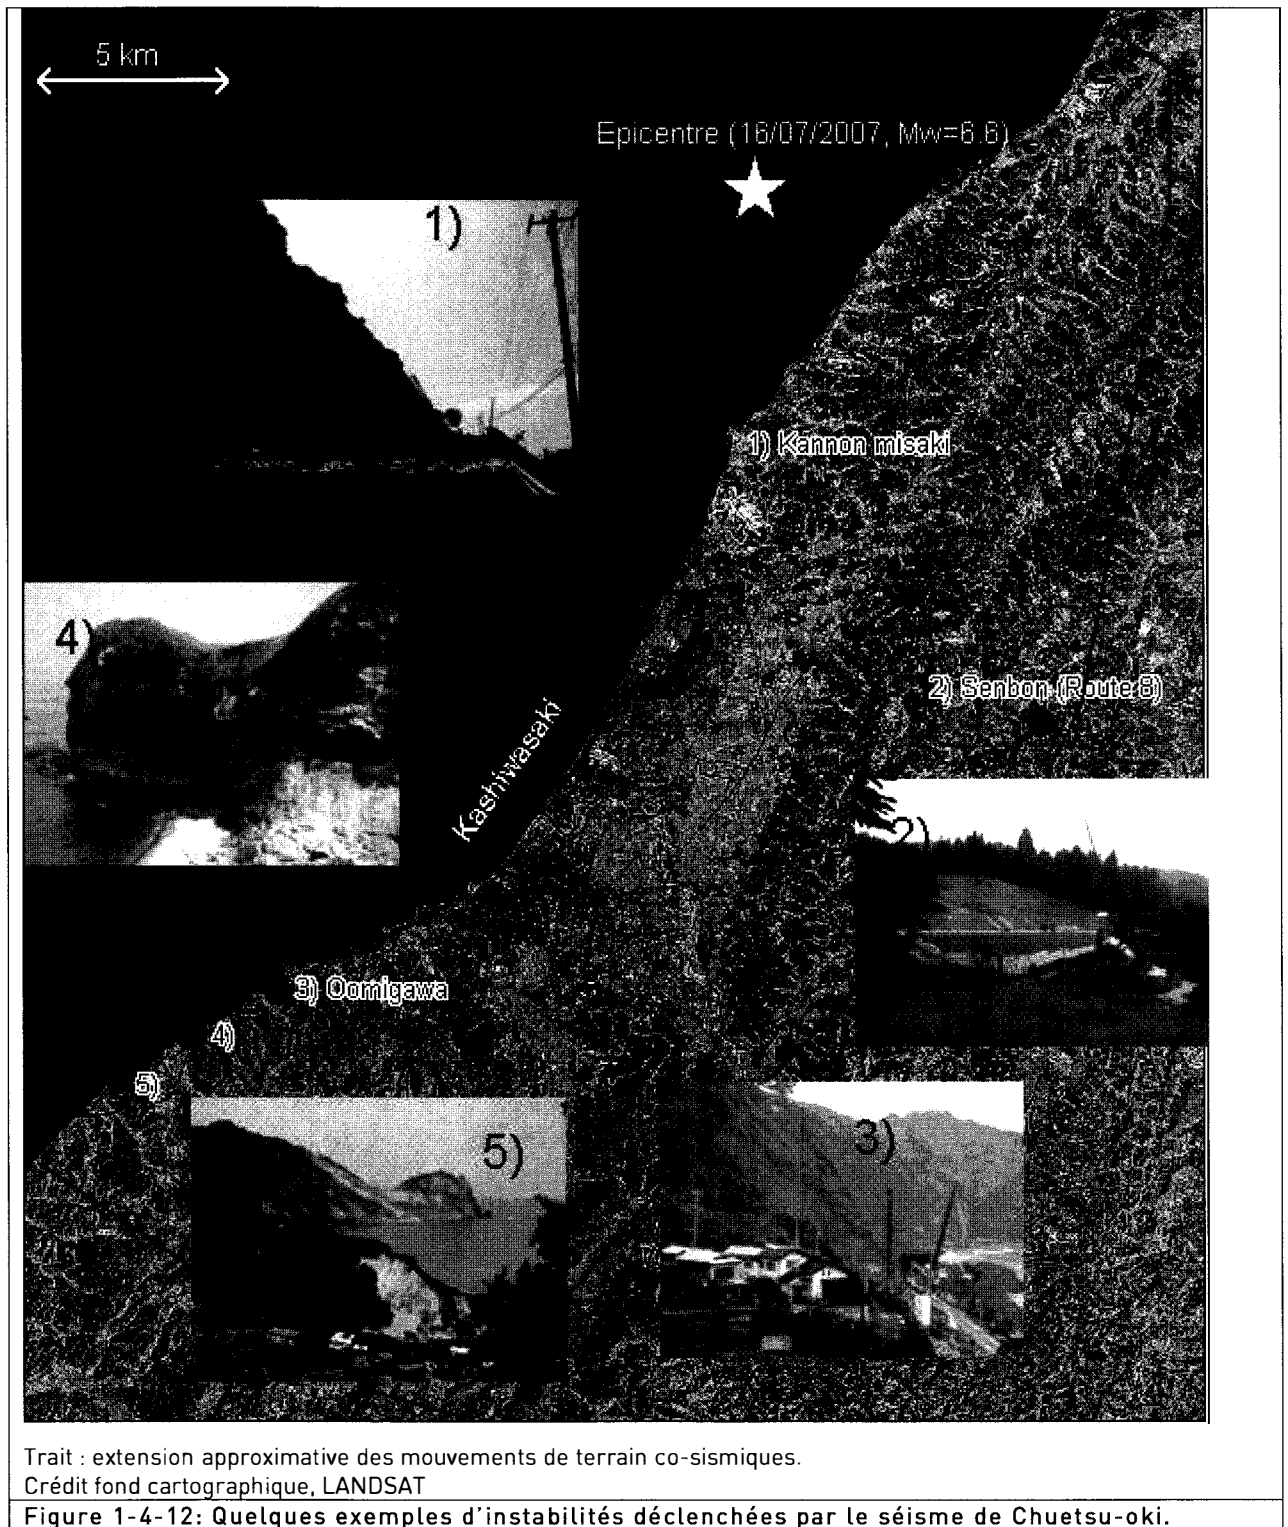 5 km
Epicentre (16/07/2007, Mw=6.6)
1)
1) Kannon misaki
4)
2) Senbon (Route 8)
Kashiwasaki
2)
3) Oomigawa
4)
5)
5)
3)
Trait : extension approximative des mouvements de terrain co-sismiques.
Crédit fond cartographique, LANDSAT
Figure 1-4-12: Quelques exemples d'instabilités déclenchées par le séisme de Chuetsu-oki.